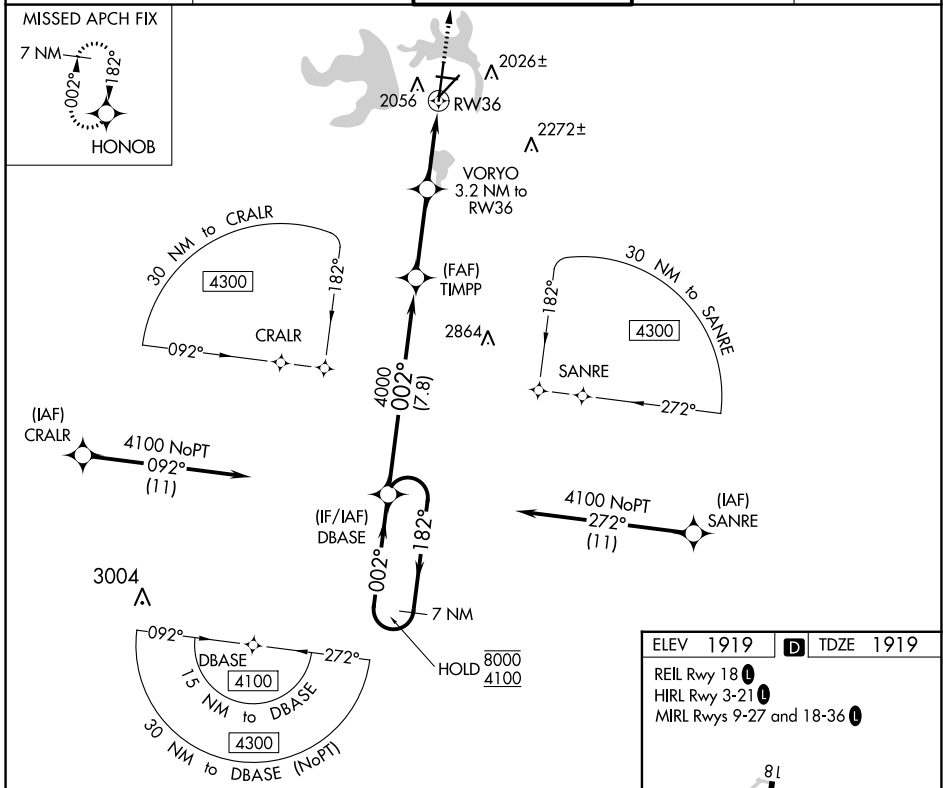 MISSED APCH FIX
7 NM
002°
182°
HONOB
2026±
2056
RW36
2272±
VORYO
3.2 NM to
RW36
30 NM to CRALR
4300
182°
092°
CRALR
(FAF)
TIMPP
2864
30 NM to SANRE
4300
182°
SANRE
272°
4000
002°
(7.8)
(IAF)
CRALR
4100 NoPT
092°
(11)
(IF/IAF)
DBASE
002°
182°
7 NM
HOLD 8000
4100
4100 NoPT
272°
(11)
(IAF)
SANRE
3004
092°
272°
DBASE
4100
15 NM to DBASE
4300
30 NM to DBASE (NoPT)
ELEV 1919 D TDZE 1919
REIL Rwy 18 L
HIRL Rwy 3-21 L
MIRL Rwys 9-27 and 18-36 L
18